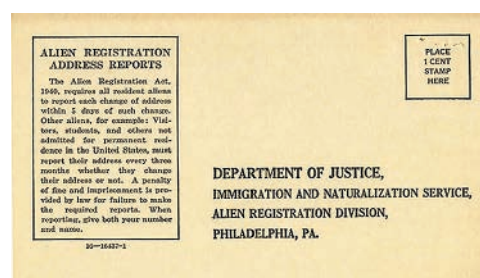 ALIEN REGISTRATION
ADDRESS REPORTS
The Alien Registration Act,
1940, requires all resident aliens
to report each change of address
within 5 days of such change.
Other aliens, for example: Visi-
tors, students, and others not
admitted for permanent resi-
dence in the United States, must
report their address every three
months whether they change
their address or not. A penalty
of fine and imprisonment is pro-
vided by law for failure to make
the required reports. When
reporting, give both your number
and name.
16—16437-1
PLACE
1 CENT
STAMP
HERE
DEPARTMENT OF JUSTICE,
IMMIGRATION AND NATURALIZATION SERVICE,
ALIEN REGISTRATION DIVISION,
PHILADELPHIA, PA.